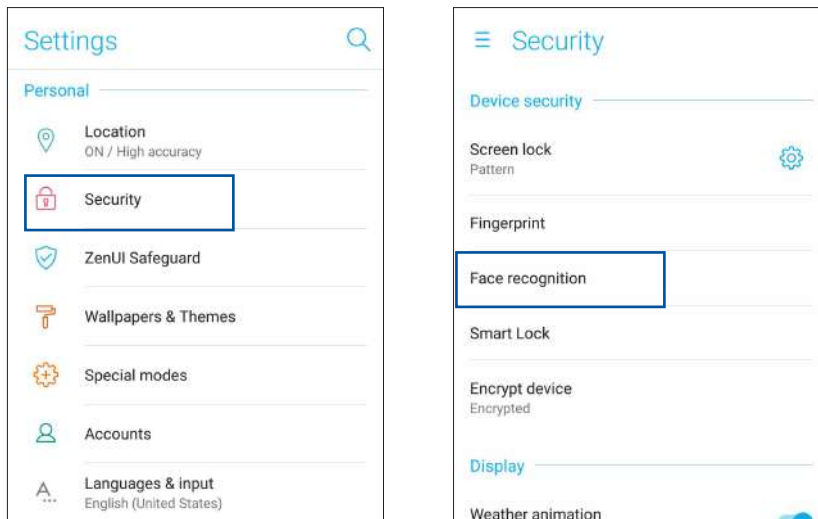 Settings
Personal
Location
ON / High accuracy
Security
ZenUI Safeguard
Wallpapers & Themes
Special modes
Accounts
Languages & input
English (United States)
Security
Device security
Screen lock
Pattern
Fingerprint
Face recognition
Smart Lock
Encrypt device
Encrypted
Display
Weather animation